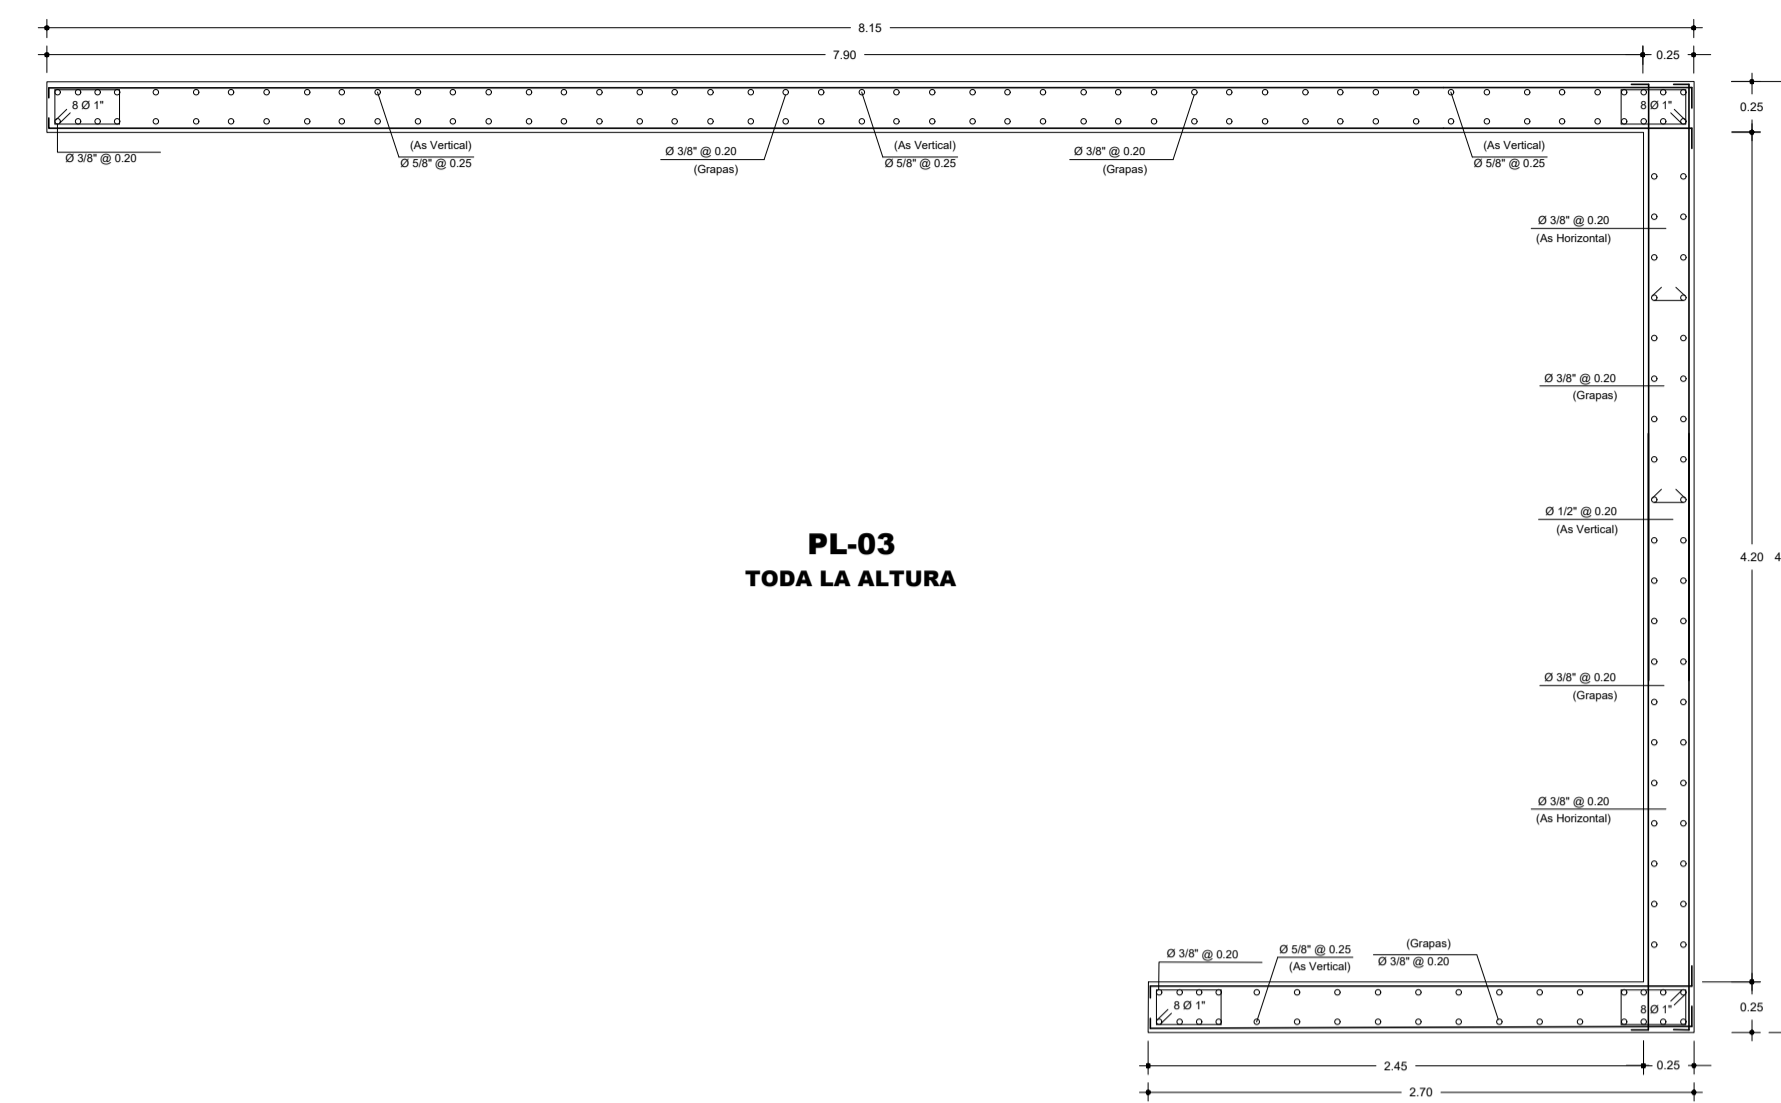 8.15
7.90
0.25
8 Ø 1"
8 Ø 1"
0.25
Ø 3/8" @ 0.20
(As Vertical)
Ø 5/8" @ 0.25
Ø 3/8" @ 0.20
(Grapas)
(As Vertical)
Ø 5/8" @ 0.25
Ø 3/8" @ 0.20
(Grapas)
(As Vertical)
Ø 5/8" @ 0.25
Ø 3/8" @ 0.20
(As Horizontal)
Ø 3/8" @ 0.20
(Grapas)
Ø 1/2" @ 0.20
(As Vertical)
PL-03
TODA LA ALTURA
4.20
4
Ø 3/8" @ 0.20
(Grapas)
Ø 3/8" @ 0.20
(As Horizontal)
Ø 3/8" @ 0.20
Ø 5/8" @ 0.25
(As Vertical)
(Grapas)
Ø 3/8" @ 0.20
8 Ø 1"
8 Ø 1"
0.25
2.45
0.25
2.70